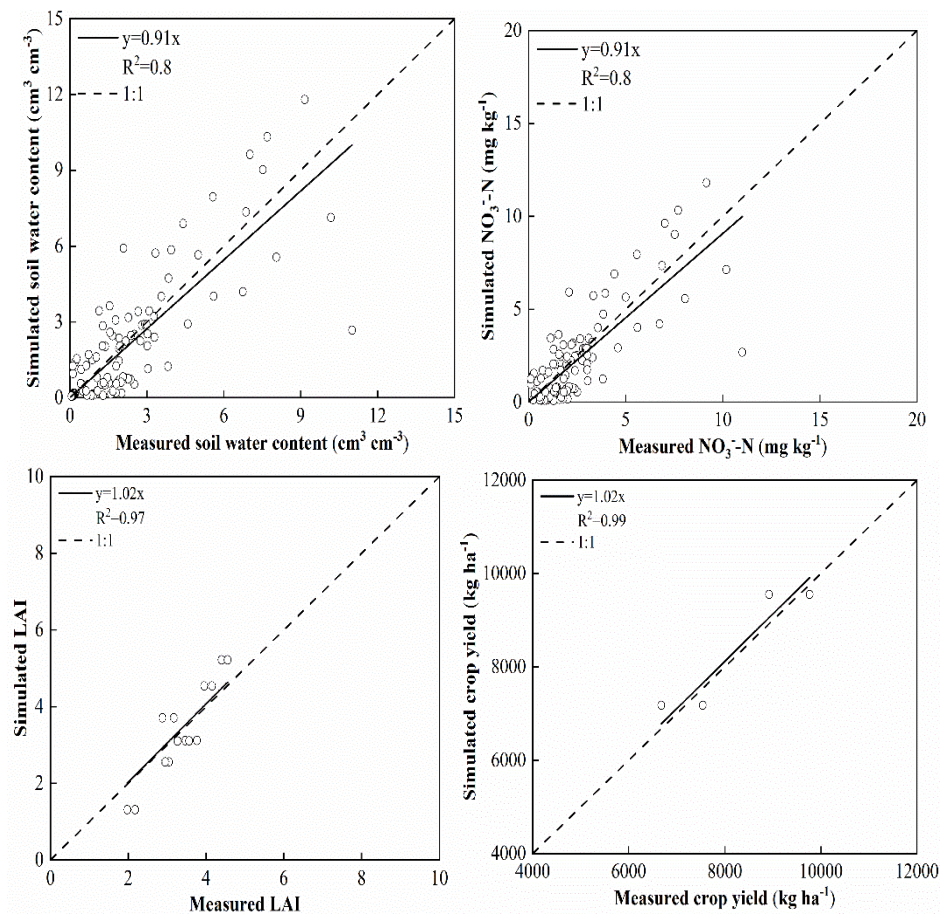 15
12
9
6
3
0
y=0.91x
R²=0.8
1:1
0 3 6 9 12 15
Simulated soil water content (cm³ cm⁻³)
Measured soil water content (cm³ cm⁻³)
20
15
10
5
0
y=0.91x
R²=0.8
1:1
0 5 10 15 20
Simulated NO₃⁻-N (mg kg⁻¹)
Measured NO₃⁻-N (mg kg⁻¹)
10
8
6
4
2
0
y=1.02x
R²=0.97
1:1
0 2 4 6 8 10
Simulated LAI
Measured LAI
12000
10000
8000
6000
4000
y=1.02x
R²=0.99
1:1
4000 6000 8000 10000 12000
Simulated crop yield (kg ha⁻¹)
Measured crop yield (kg ha⁻¹)